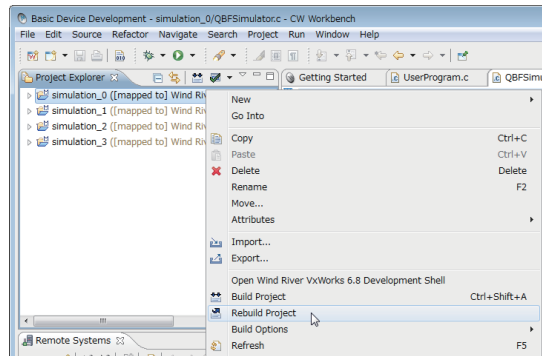 Basic Device Development - simulation_0/QBFSimulator.c - CW Workbench
File Edit Source Refactor Navigate Search Project Run Window Help
Project Explorer
Getting Started
UserProgram.c
QBFSimu
simulation_0 ([mapped to] Wind Riv
simulation_1 ([mapped to] Wind Riv
simulation_2 ([mapped to] Wind Riv
simulation_3 ([mapped to] Wind Riv
New
Go Into
Copy Ctrl+C
Paste Ctrl+V
Delete Delete
Rename F2
Move...
Attributes
Import...
Export...
Open Wind River VxWorks 6.8 Development Shell
Build Project Ctrl+Shift+A
Rebuild Project
Build Options
Refresh F5
Remote Systems